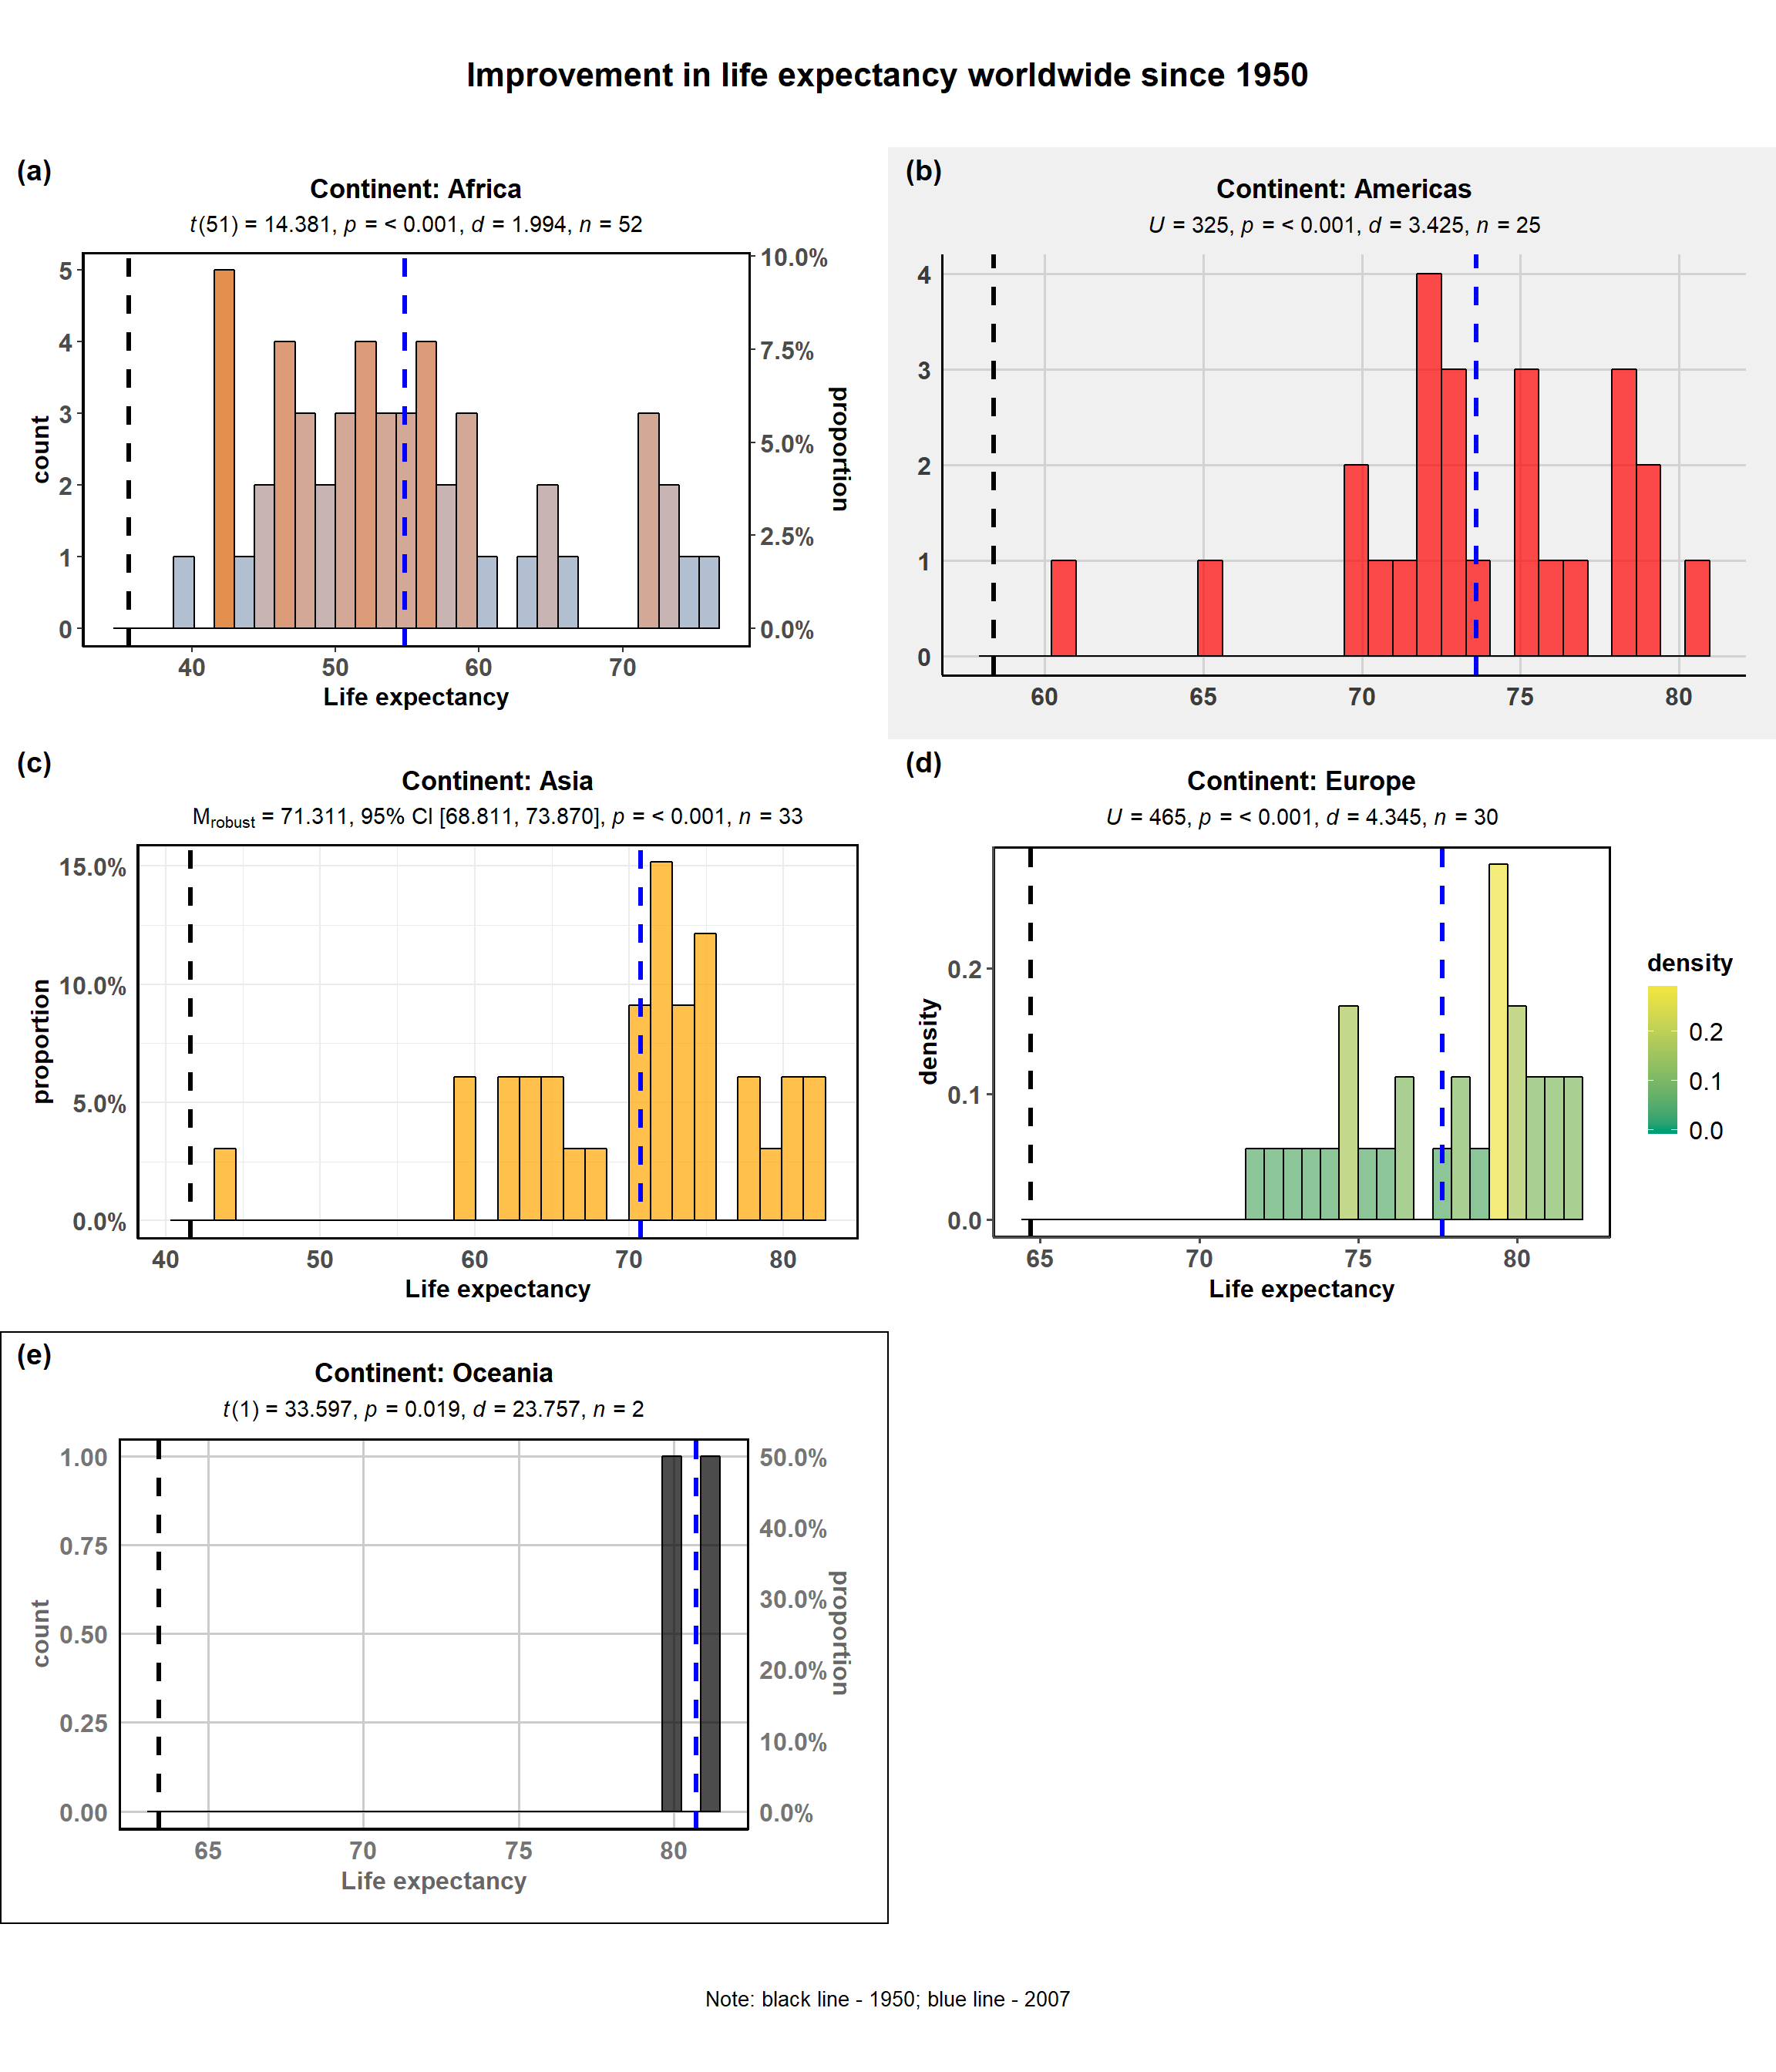 Improvement in life expectancy worldwide since 1950
(a)
Continent: Africa
t(51) = 14.381, p = < 0.001, d = 1.994, n = 52
count
5
4
3
2
1
0
10.0%
7.5%
5.0%
2.5%
0.0%
proportion
40 50 60 70
Life expectancy
(b)
Continent: Americas
U = 325, p = < 0.001, d = 3.425, n = 25
4
3
2
1
0
60 65 70 75 80
(c)
Continent: Asia
Mrobust = 71.311, 95% CI [68.811, 73.870], p = < 0.001, n = 33
proportion
15.0%
10.0%
5.0%
0.0%
40 50 60 70 80
Life expectancy
(d)
Continent: Europe
U = 465, p = < 0.001, d = 4.345, n = 30
density
0.2
0.1
0.0
65 70 75 80
Life expectancy
density
0.2
0.1
0.0
(e)
Continent: Oceania
t(1) = 33.597, p = 0.019, d = 23.757, n = 2
count
1.00
0.75
0.50
0.25
0.00
50.0%
40.0%
30.0%
20.0%
10.0%
0.0%
proportion
65 70 75 80
Life expectancy
Note: black line - 1950; blue line - 2007